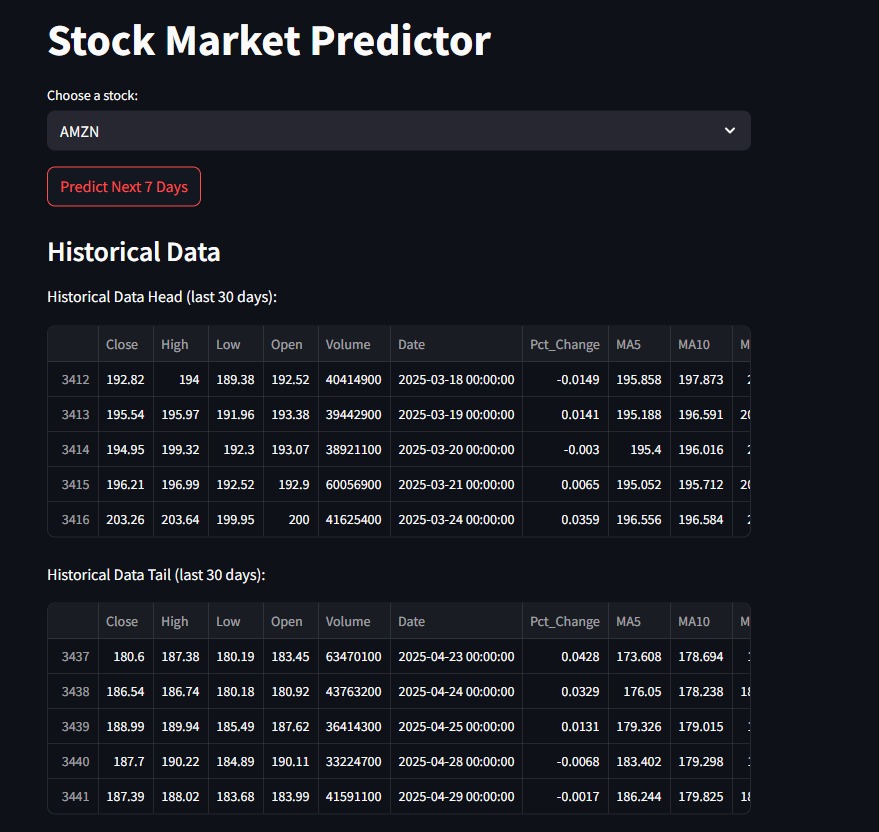 Stock Market Predictor
Choose a stock:
AMZN
Predict Next 7 Days
Historical Data
Historical Data Head (last 30 days):
Close High Low Open Volume Date Pct_Change MA5 MA10 M
3412 192.82 194 189.38 192.52 40414900 2025-03-18 00:00:00 -0.0149 195.858 197.873
3413 195.54 195.97 191.96 193.38 39442900 2025-03-19 00:00:00 0.0141 195.188 196.591 20
3414 194.95 199.32 192.3 193.07 38921100 2025-03-20 00:00:00 -0.003 195.4 196.016
3415 196.21 196.99 192.52 192.9 60056900 2025-03-21 00:00:00 0.0065 195.052 195.712 20
3416 203.26 203.64 199.95 200 41625400 2025-03-24 00:00:00 0.0359 196.556 196.584
Historical Data Tail (last 30 days):
Close High Low Open Volume Date Pct_Change MA5 MA10 M
3437 180.6 187.38 180.19 183.45 63470100 2025-04-23 00:00:00 0.0428 173.608 178.694
3438 186.54 186.74 180.18 180.92 43763200 2025-04-24 00:00:00 0.0329 176.05 178.238 18
3439 188.99 189.94 185.49 187.62 36414300 2025-04-25 00:00:00 0.0131 179.326 179.015
3440 187.7 190.22 184.89 190.11 33224700 2025-04-28 00:00:00 -0.0068 183.402 179.298
3441 187.39 188.02 183.68 183.99 41591100 2025-04-29 00:00:00 -0.0017 186.244 179.825 18